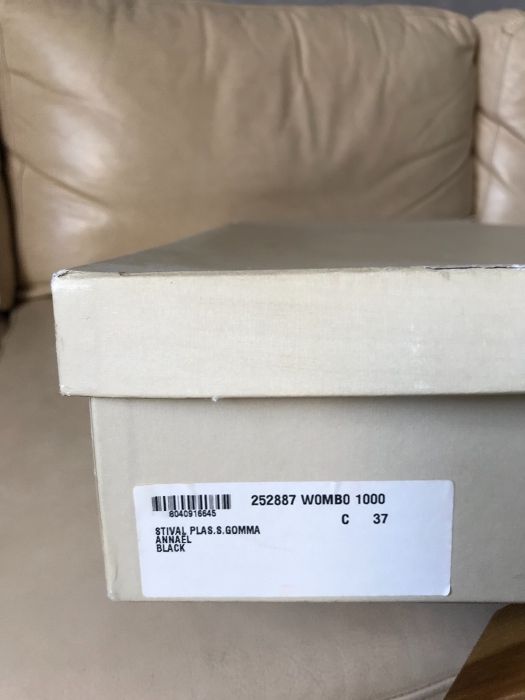 252887 W0MB0 1000
8040916645
C 37
STIVAL PLAS.S.GOMMA
ANNAEL
BLACK